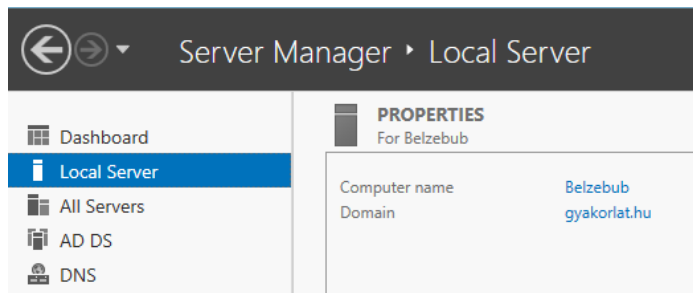 Server Manager ‣ Local Server
Dashboard
Local Server
All Servers
AD DS
DNS
PROPERTIES
For Belzebub
Computer name Belzebub
Domain gyakorlat.hu